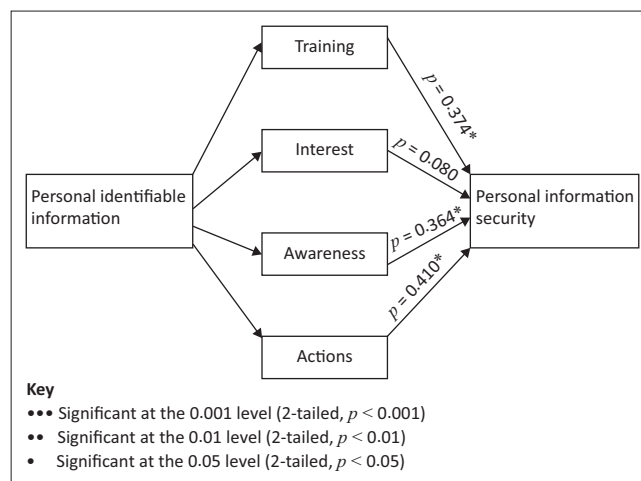 Training
p = 0.374*
Interest
p = 0.080
Personal identifiable
information
Personal information
security
Awareness
p = 0.364*
Actions
p = 0.410*
Key
••• Significant at the 0.001 level (2-tailed, p < 0.001)
•• Significant at the 0.01 level (2-tailed, p < 0.01)
• Significant at the 0.05 level (2-tailed, p < 0.05)